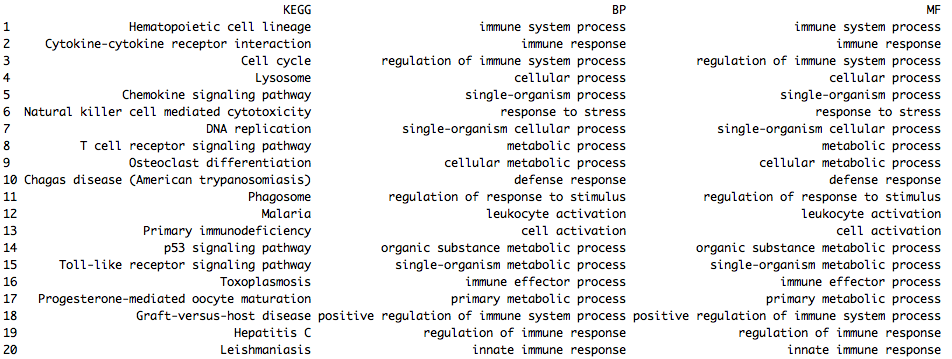 KEGG BP MF
1 Hematopoietic cell lineage immune system process immune system process
2 Cytokine-cytokine receptor interaction immune response immune response
3 Cell cycle regulation of immune system process regulation of immune system process
4 Lysosome cellular process cellular process
5 Chemokine signaling pathway single-organism process single-organism process
6 Natural killer cell mediated cytotoxicity response to stress response to stress
7 DNA replication single-organism cellular process single-organism cellular process
8 T cell receptor signaling pathway metabolic process metabolic process
9 Osteoclast differentiation cellular metabolic process cellular metabolic process
10 Chagas disease (American trypanosomiasis) defense response defense response
11 Phagosome regulation of response to stimulus regulation of response to stimulus
12 Malaria leukocyte activation leukocyte activation
13 Primary immunodeficiency cell activation cell activation
14 p53 signaling pathway organic substance metabolic process organic substance metabolic process
15 Toll-like receptor signaling pathway single-organism metabolic process single-organism metabolic process
16 Toxoplasmosis immune effector process immune effector process
17 Progesterone-mediated oocyte maturation primary metabolic process primary metabolic process
18 Graft-versus-host disease positive regulation of immune system process positive regulation of immune system process
19 Hepatitis C regulation of immune response regulation of immune response
20 Leishmaniasis innate immune response innate immune response